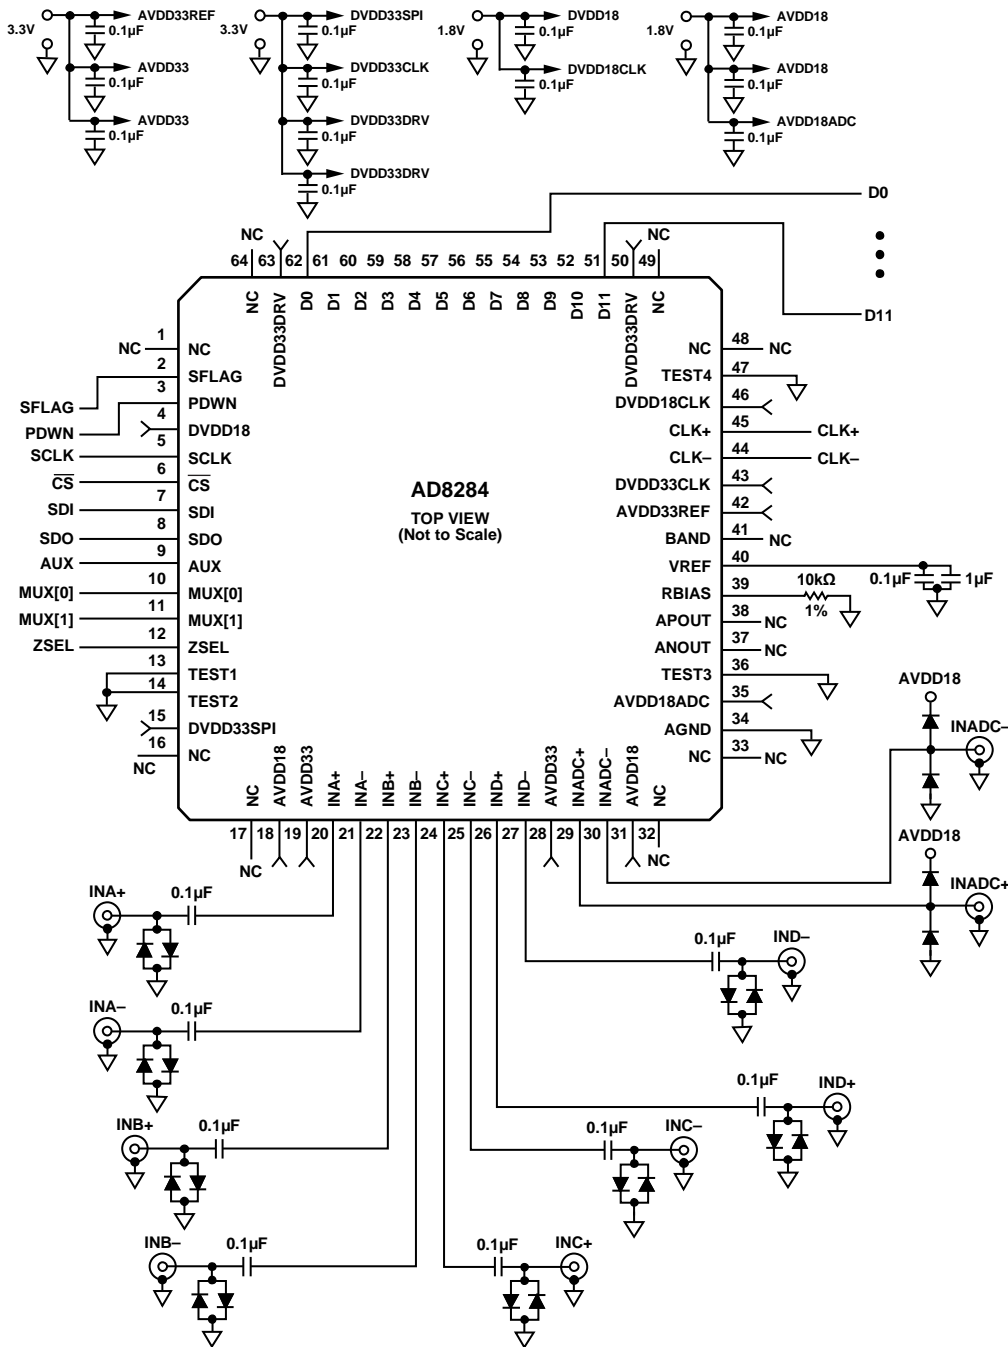 AVDD33REF
3.3V
0.1µF
AVDD33
0.1µF
AVDD33
0.1µF
DVDD33SPI
3.3V
0.1µF
DVDD33CLK
0.1µF
DVDD33DRV
0.1µF
DVDD33DRV
0.1µF
DVDD18
1.8V
0.1µF
DVDD18CLK
0.1µF
AVDD18
1.8V
0.1µF
AVDD18
0.1µF
AVDD18ADC
0.1µF
D0
D11
NC
NC
64 63 62 61 60 59 58 57 56 55 54 53 52 51 50 49
NC DVDD33DRV D0 D1 D2 D3 D4 D5 D6 D7 D8 D9 D10 D11 DVDD33DRV NC
NC 1 NC
SFLAG 2 SFLAG
PDWN 3 PDWN
4 DVDD18
SCLK 5 SCLK
CS 6 CS
SDI 7 SDI
SDO 8 SDO
AUX 9 AUX
MUX[0] 10 MUX[0]
MUX[1] 11 MUX[1]
ZSEL 12 ZSEL
13 TEST1
14 TEST2
15 DVDD33SPI
NC 16 NC
AD8284
TOP VIEW
(Not to Scale)
NC 48 NC
TEST4 47
DVDD18CLK 46
CLK+ 45 CLK+
CLK– 44 CLK–
DVDD33CLK 43
AVDD33REF 42
BAND 41 NC
VREF 40
0.1µF 1µF
RBIAS 39
10kΩ
1%
APOUT 38 NC
ANOUT 37 NC
TEST3 36
AVDD18ADC 35
AGND 34
NC 33 NC
NC AVDD18 AVDD33 INA+ INA– INB+ INB– INC+ INC– IND+ IND– AVDD33 INADC+ INADC– AVDD18 NC
17 18 19 20 21 22 23 24 25 26 27 28 29 30 31 32
NC
NC
AVDD18
INADC–
AVDD18
INADC+
INA+
0.1µF
INA–
0.1µF
INB+
0.1µF
INB–
0.1µF
0.1µF
IND–
0.1µF
IND+
0.1µF
INC–
0.1µF
INC+